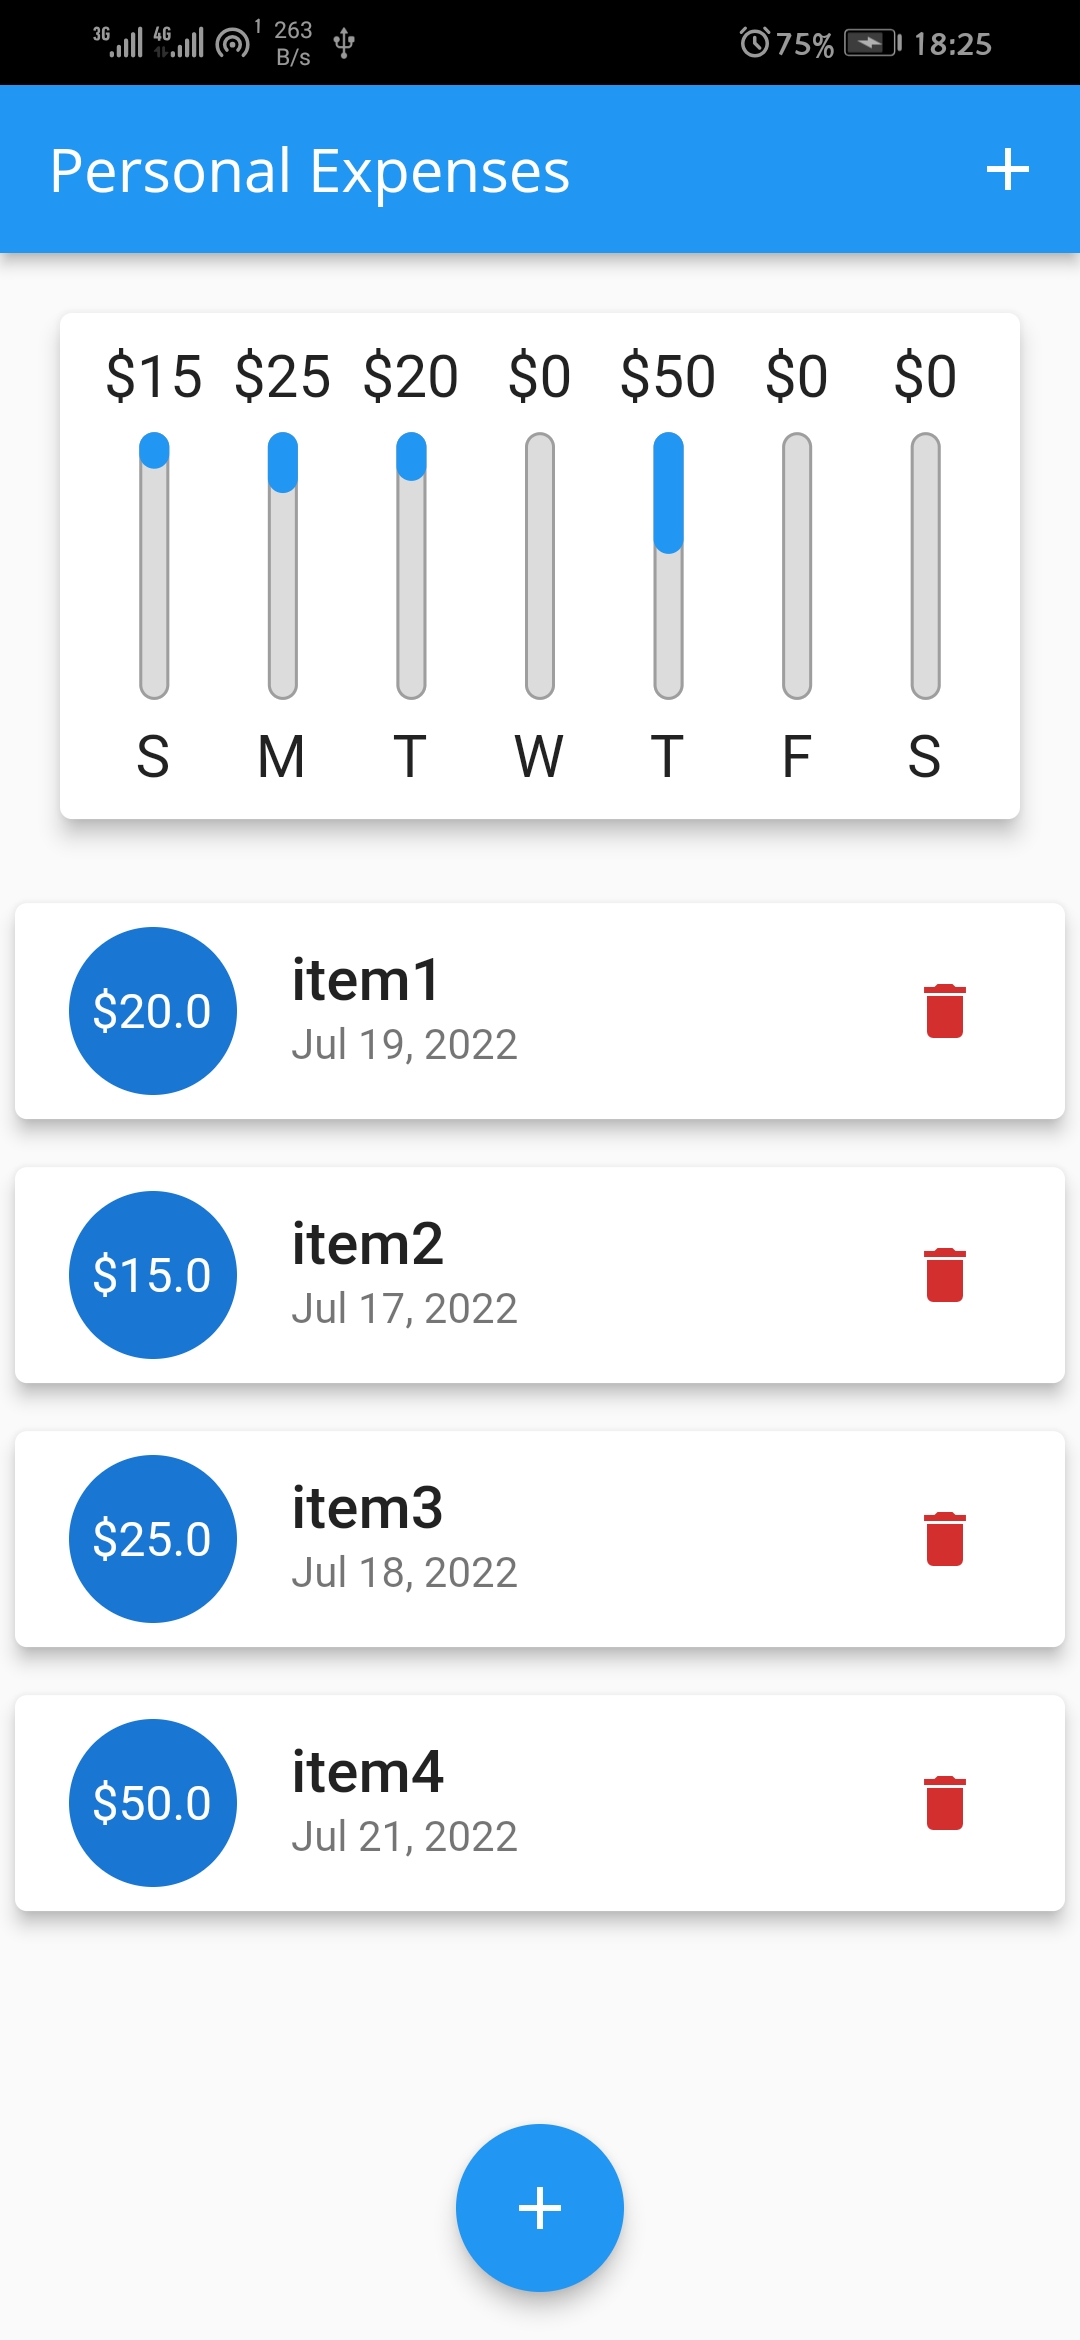 3G 4G 1 263 B/s 75% 18:25
Personal Expenses
$15 $25 $20 $0 $50 $0 $0
S M T W T F S
$20.0
item1
Jul 19, 2022
$15.0
item2
Jul 17, 2022
$25.0
item3
Jul 18, 2022
$50.0
item4
Jul 21, 2022